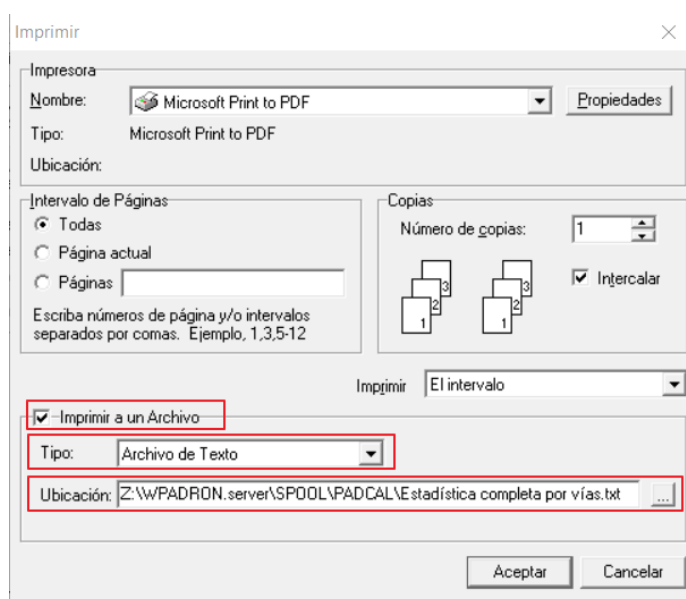 Imprimir
Impresora
Nombre: Microsoft Print to PDF Propiedades
Tipo: Microsoft Print to PDF
Ubicación:
Intervalo de Páginas
Todas
Página actual
Páginas
Escriba números de página y/o intervalos
separados por comas. Ejemplo, 1,3,5-12
Copias
Número de copias: 1
1 2 3 1 2 3
Intercalar
Imprimir El intervalo
Imprimir a un Archivo
Tipo: Archivo de Texto
Ubicación: Z:\WPADRON.server\SPOOL\PADCAL\Estadística completa por vías.txt ...
Aceptar Cancelar